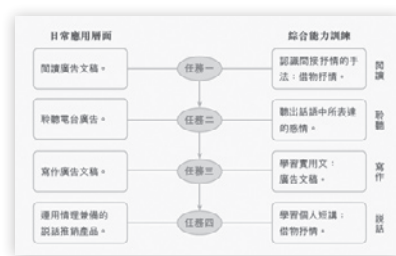 日常應用層面
綜合能力訓練
閱讀廣告文稿。
任務一
認識間接抒情的手
法：借物抒情。
閱讀
聆聽電台廣告。
任務二
聽出話語中所表達
的感情。
聆聽
寫作廣告文稿。
任務三
學習實用文：
廣告文稿。
寫作
運用情理兼備的
說話推銷產品。
任務四
學習個人短講：
借物抒情。
說話